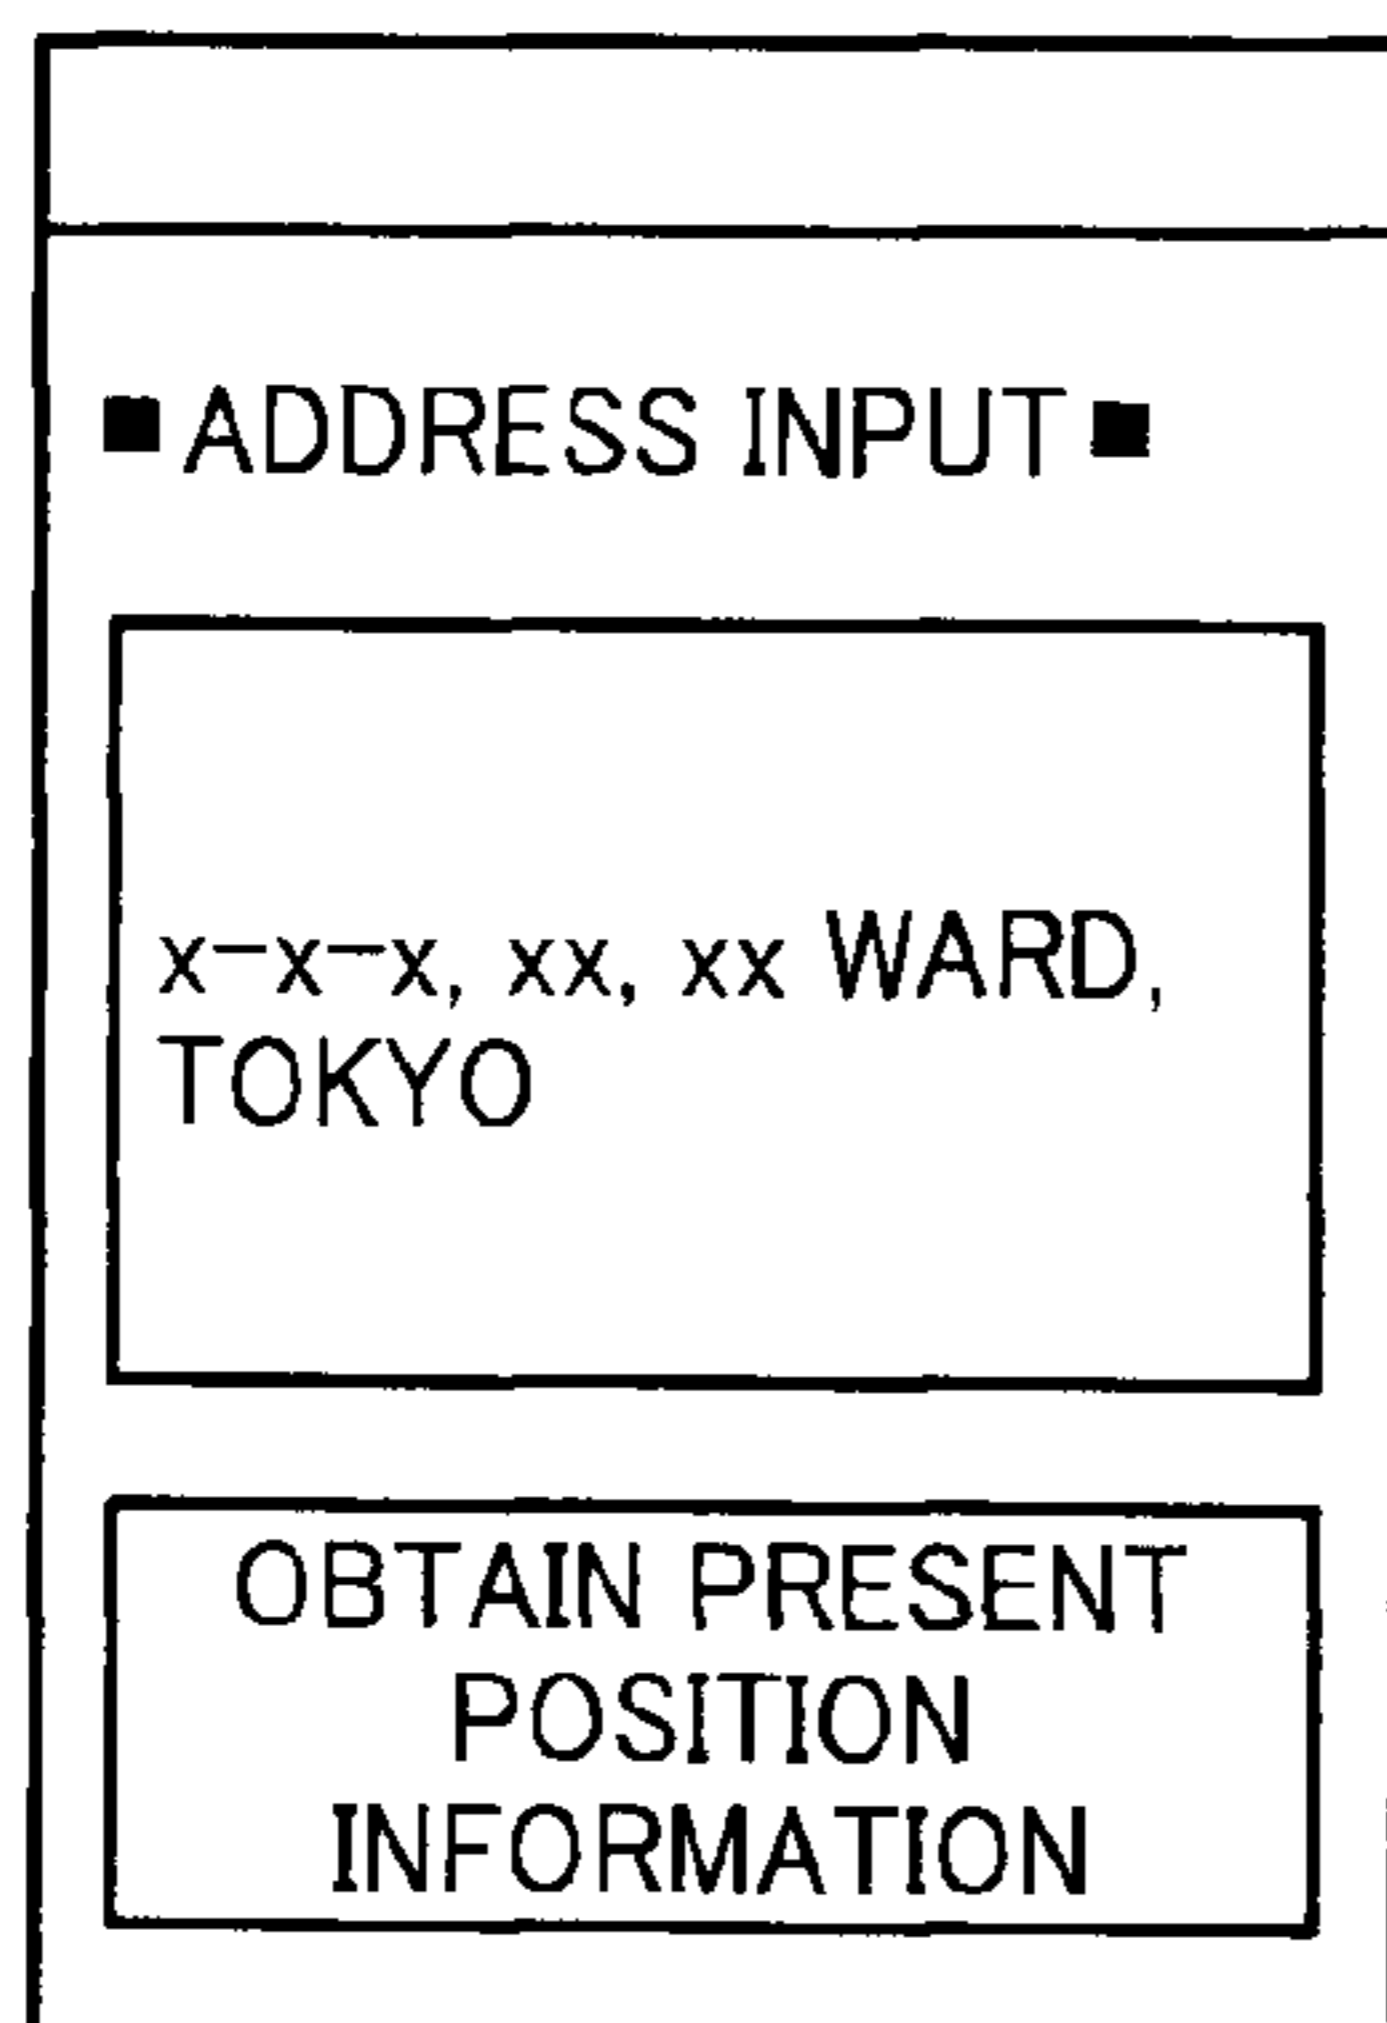 ■ADDRESS INPUT■
x-x-x, xx, xx WARD,
TOKYO
OBTAIN PRESENT
POSITION
INFORMATION